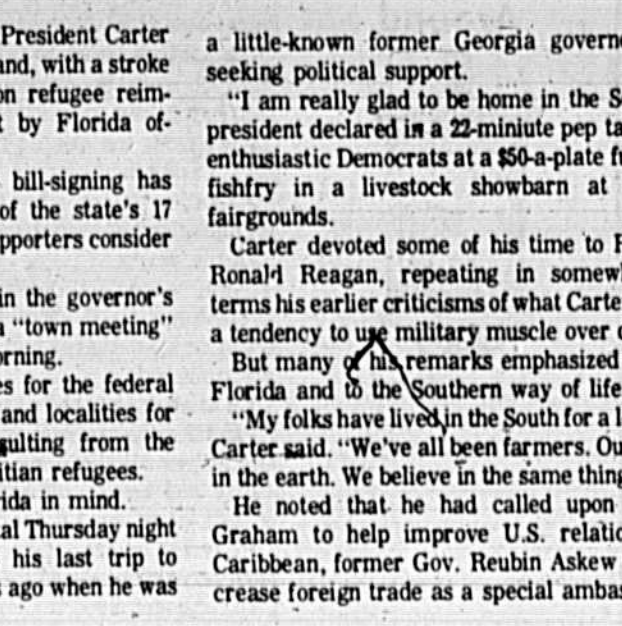 President Carter
and, with a stroke
on refugee reim-
by Florida of-
bill-signing has
of the state's 17
pporters consider
in the governor's
a "town meeting"
orning.
es for the federal
and localities for
sulting from the
itian refugees.
rida in mind.
al Thursday night
his last trip to
ago when he was
a little-known former Georgia governo
seeking political support.
"I am really glad to be home in the S
president declared in a 22-miniute pep ta
enthusiastic Democrats at a $50-a-plate fu
fishfry in a livestock showbarn at
fairgrounds.
Carter devoted some of his time to R
Ronald Reagan, repeating in somewh
terms his earlier criticisms of what Carte
a tendency to use military muscle over d
But many of his remarks emphasized
Florida and to the Southern way of life
"My folks have lived in the South for a l
Carter said. "We've all been farmers. Ou
in the earth. We believe in the same thing
He noted that he had called upon
Graham to help improve U.S. relatio
Caribbean, former Gov. Reubin Askew
crease foreign trade as a special ambas